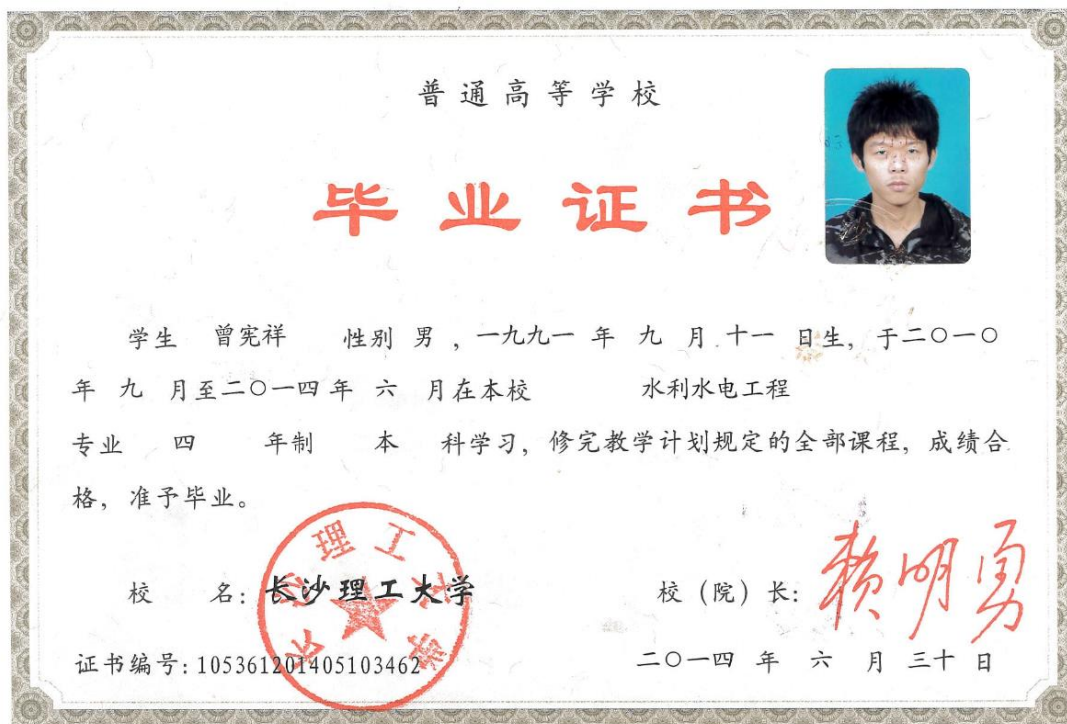 普通高等学校
毕业证书
学生 曾宪祥 性别 男 ，一九九一 年 九 月 十一 日生，于二〇一〇
年 九 月至二〇一四年 六 月在本校 水利水电工程
专业 四 年制 本 科学习，修完教学计划规定的全部课程，成绩合
格，准予毕业。
长沙理工大学
校 名：长沙理工大学 校（院）长：赖明勇
证书编号：105361201405103462 二〇一四 年 六 月 三十 日